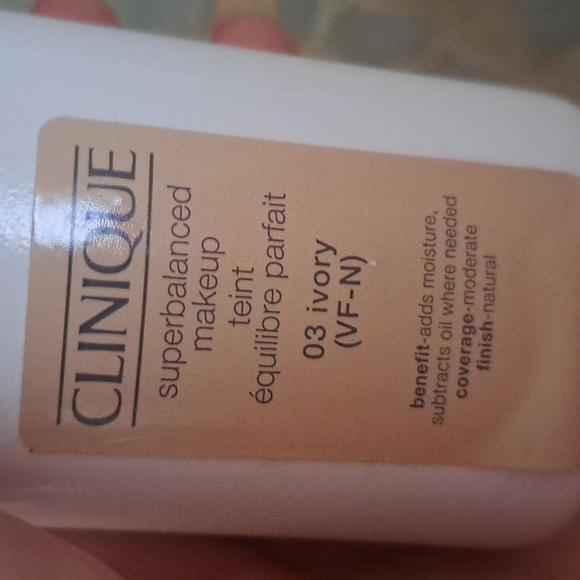 CLINIQUE
superbalanced
makeup
teint
équilibre parfait
03 ivory
(VF-N)
benefit-adds moisture,
subtracts oil where needed
coverage-moderate
finish-natural